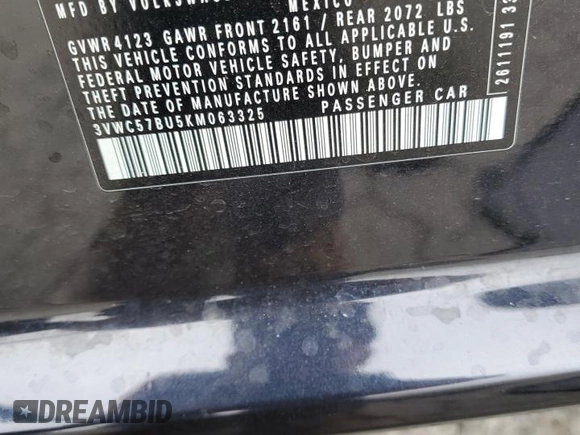 MFD BY
MEXICO
GVWR 4123 GAWR FRONT 2161 / REAR 2072 LBS
THIS VEHICLE CONFORMS TO ALL APPLICABLE U.S.
FEDERAL MOTOR VEHICLE SAFETY, BUMPER AND
THEFT PREVENTION STANDARDS IN EFFECT ON
THE DATE OF MANUFACTURE SHOWN ABOVE.
3VWC57BU5KM063325 PASSENGER CAR
2611191
DREAMBID